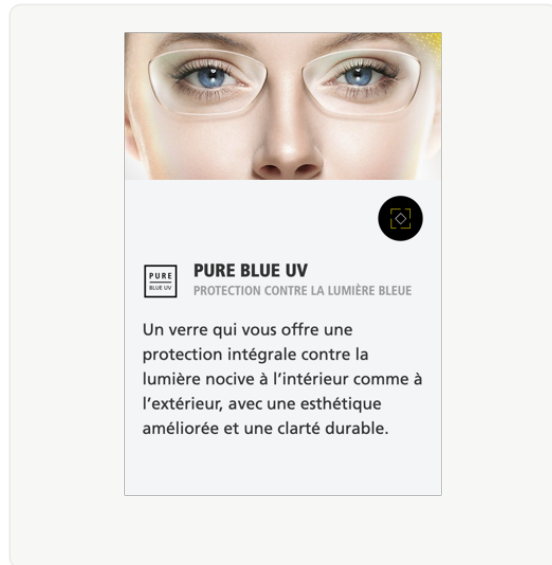 PURE
BLUE UV
PURE BLUE UV
PROTECTION CONTRE LA LUMIÈRE BLEUE
Un verre qui vous offre une
protection intégrale contre la
lumière nocive à l’intérieur comme à
l’extérieur, avec une esthétique
améliorée et une clarté durable.